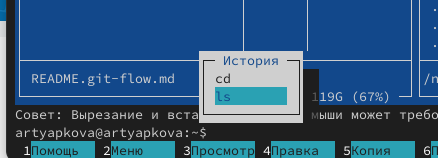 История
cd
README.git-flow.md
ls
119G (67%)
/n
Совет: Вырезание и вста мыши может требо
artyapkova@artyapkova:~$
1Помощь 2Меню 3Просмотр 4Правка 5Копия 6